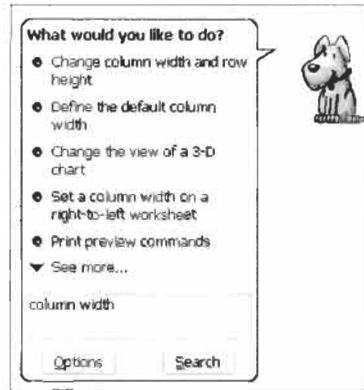 What would you like to do?
Change column width and row
height
Define the default column
width
Change the view of a 3-D
chart
Set a column width on a
right-to-left worksheet
Print preview commands
See more...
column width
Options Search